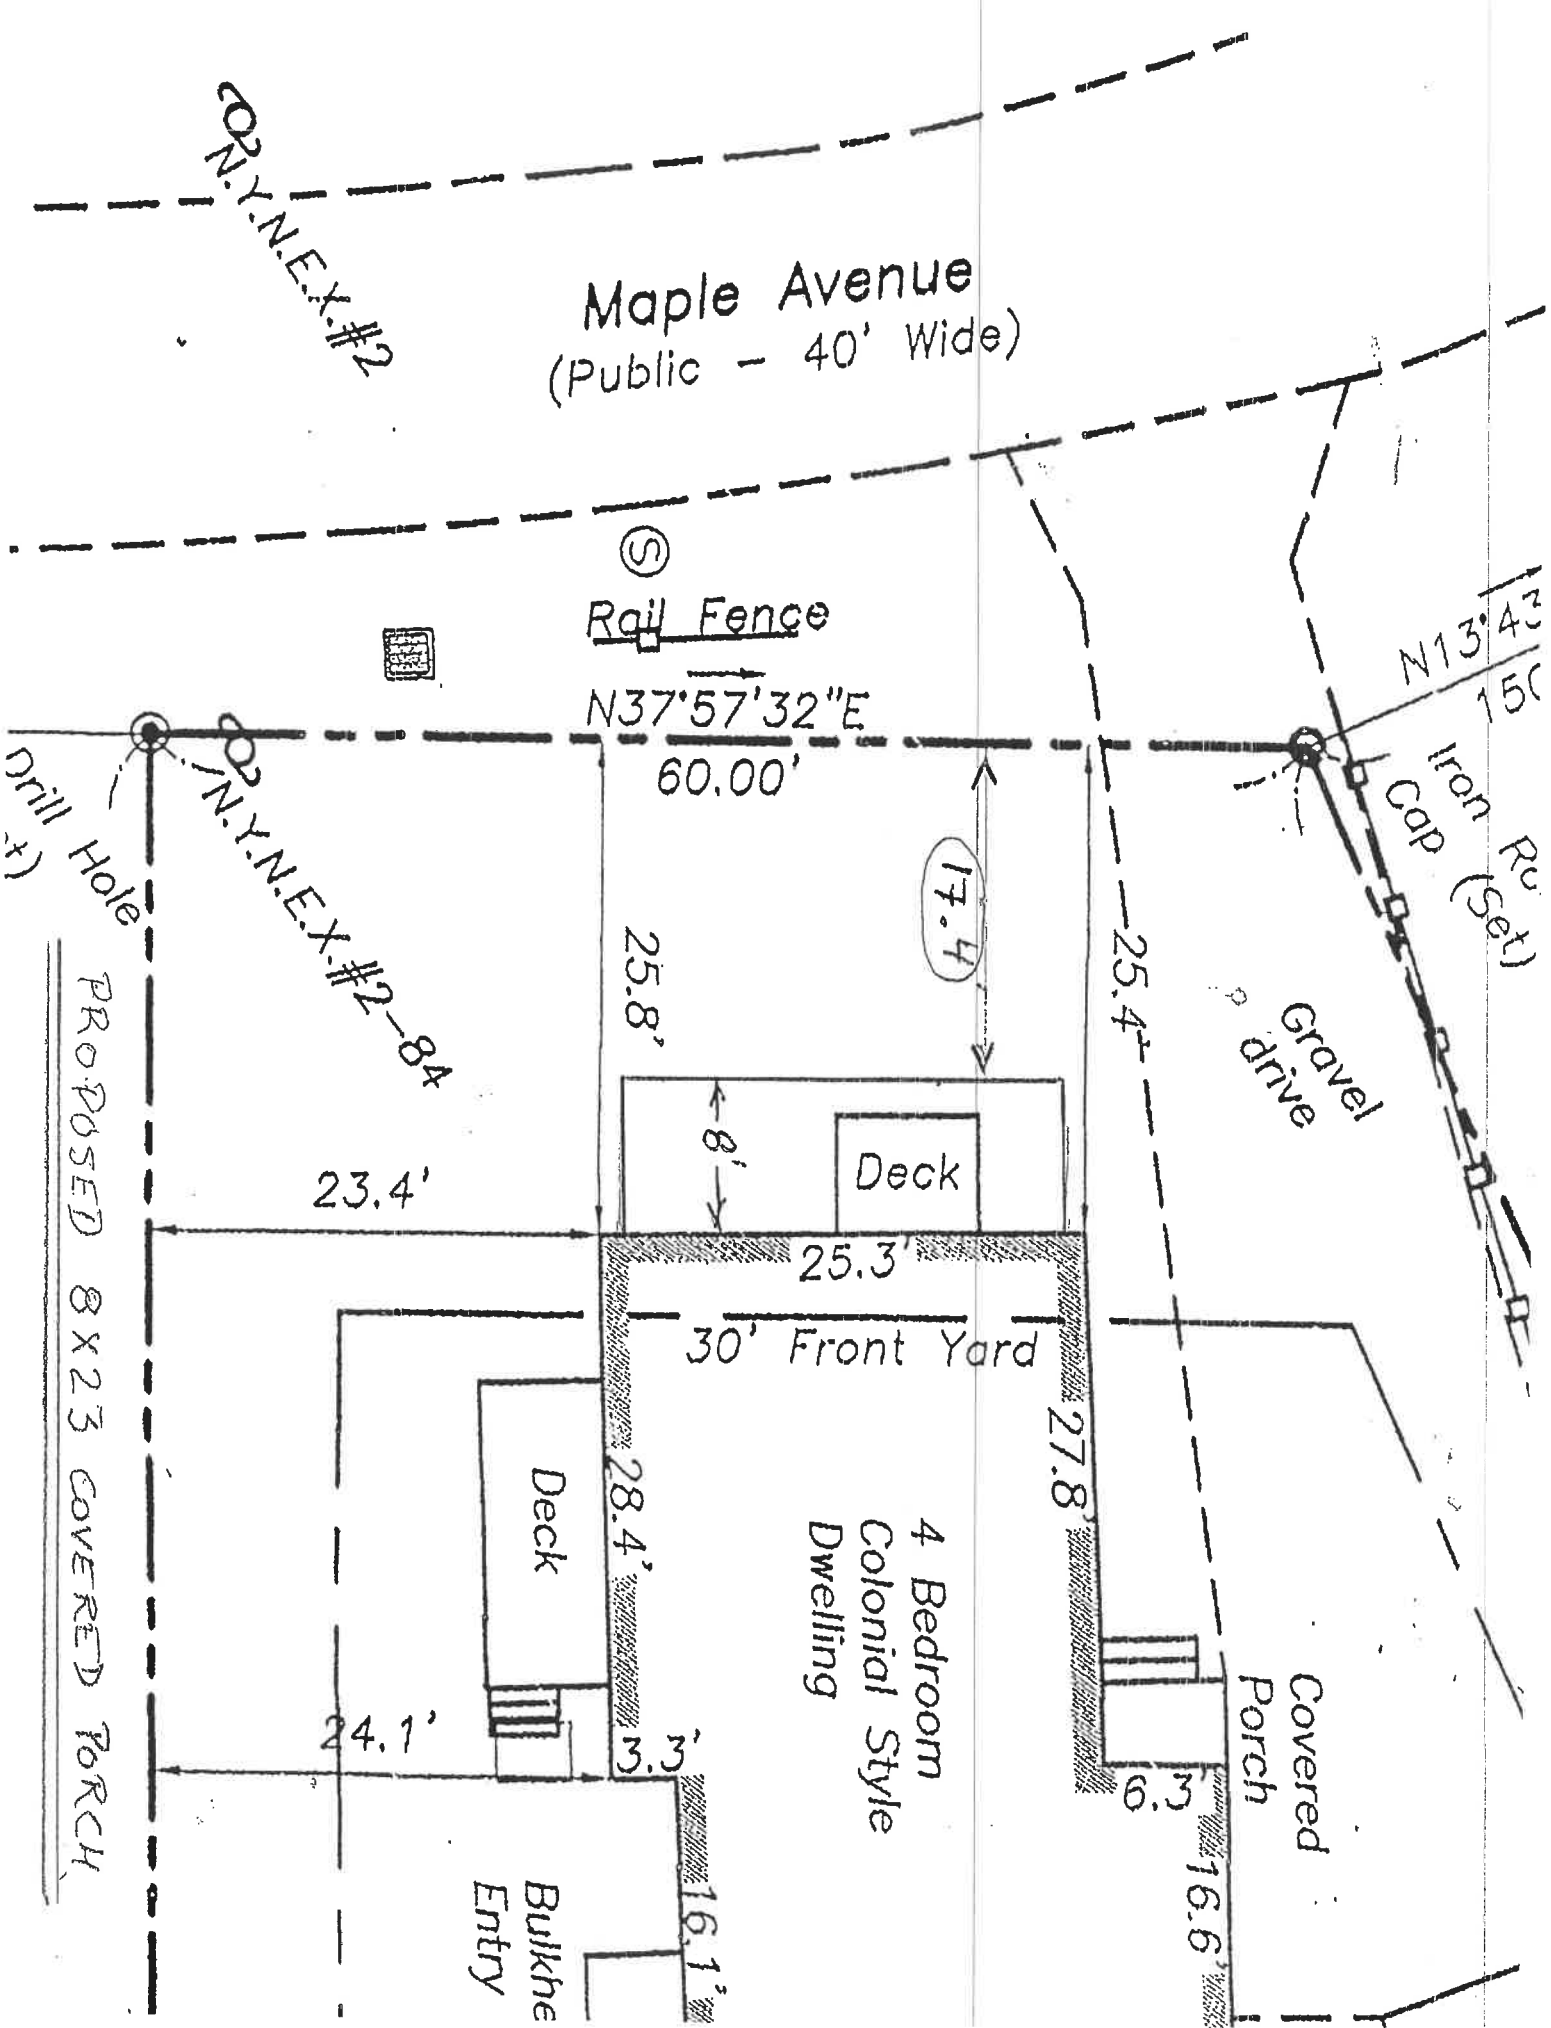 N.Y.N.E.X.#2
Maple Avenue
(Public - 40' Wide)
S
Rail Fence
N37°57'32"E
60.00'
N13°43
150
Iron
Cap (Set)
Drill Hole
N.Y.N.E.X.#2-84
17.4
25.8'
25.4'
Gravel
drive
8'
Deck
23.4'
25.3'
30' Front Yard
27.8'
28.4'
Deck
4 Bedroom
Colonial Style
Dwelling
Covered
Porch
24.1'
3.3'
6.3'
16.1'
16.6'
Bulkhe
Entry
PROPOSED 8X23 COVERED PORCH